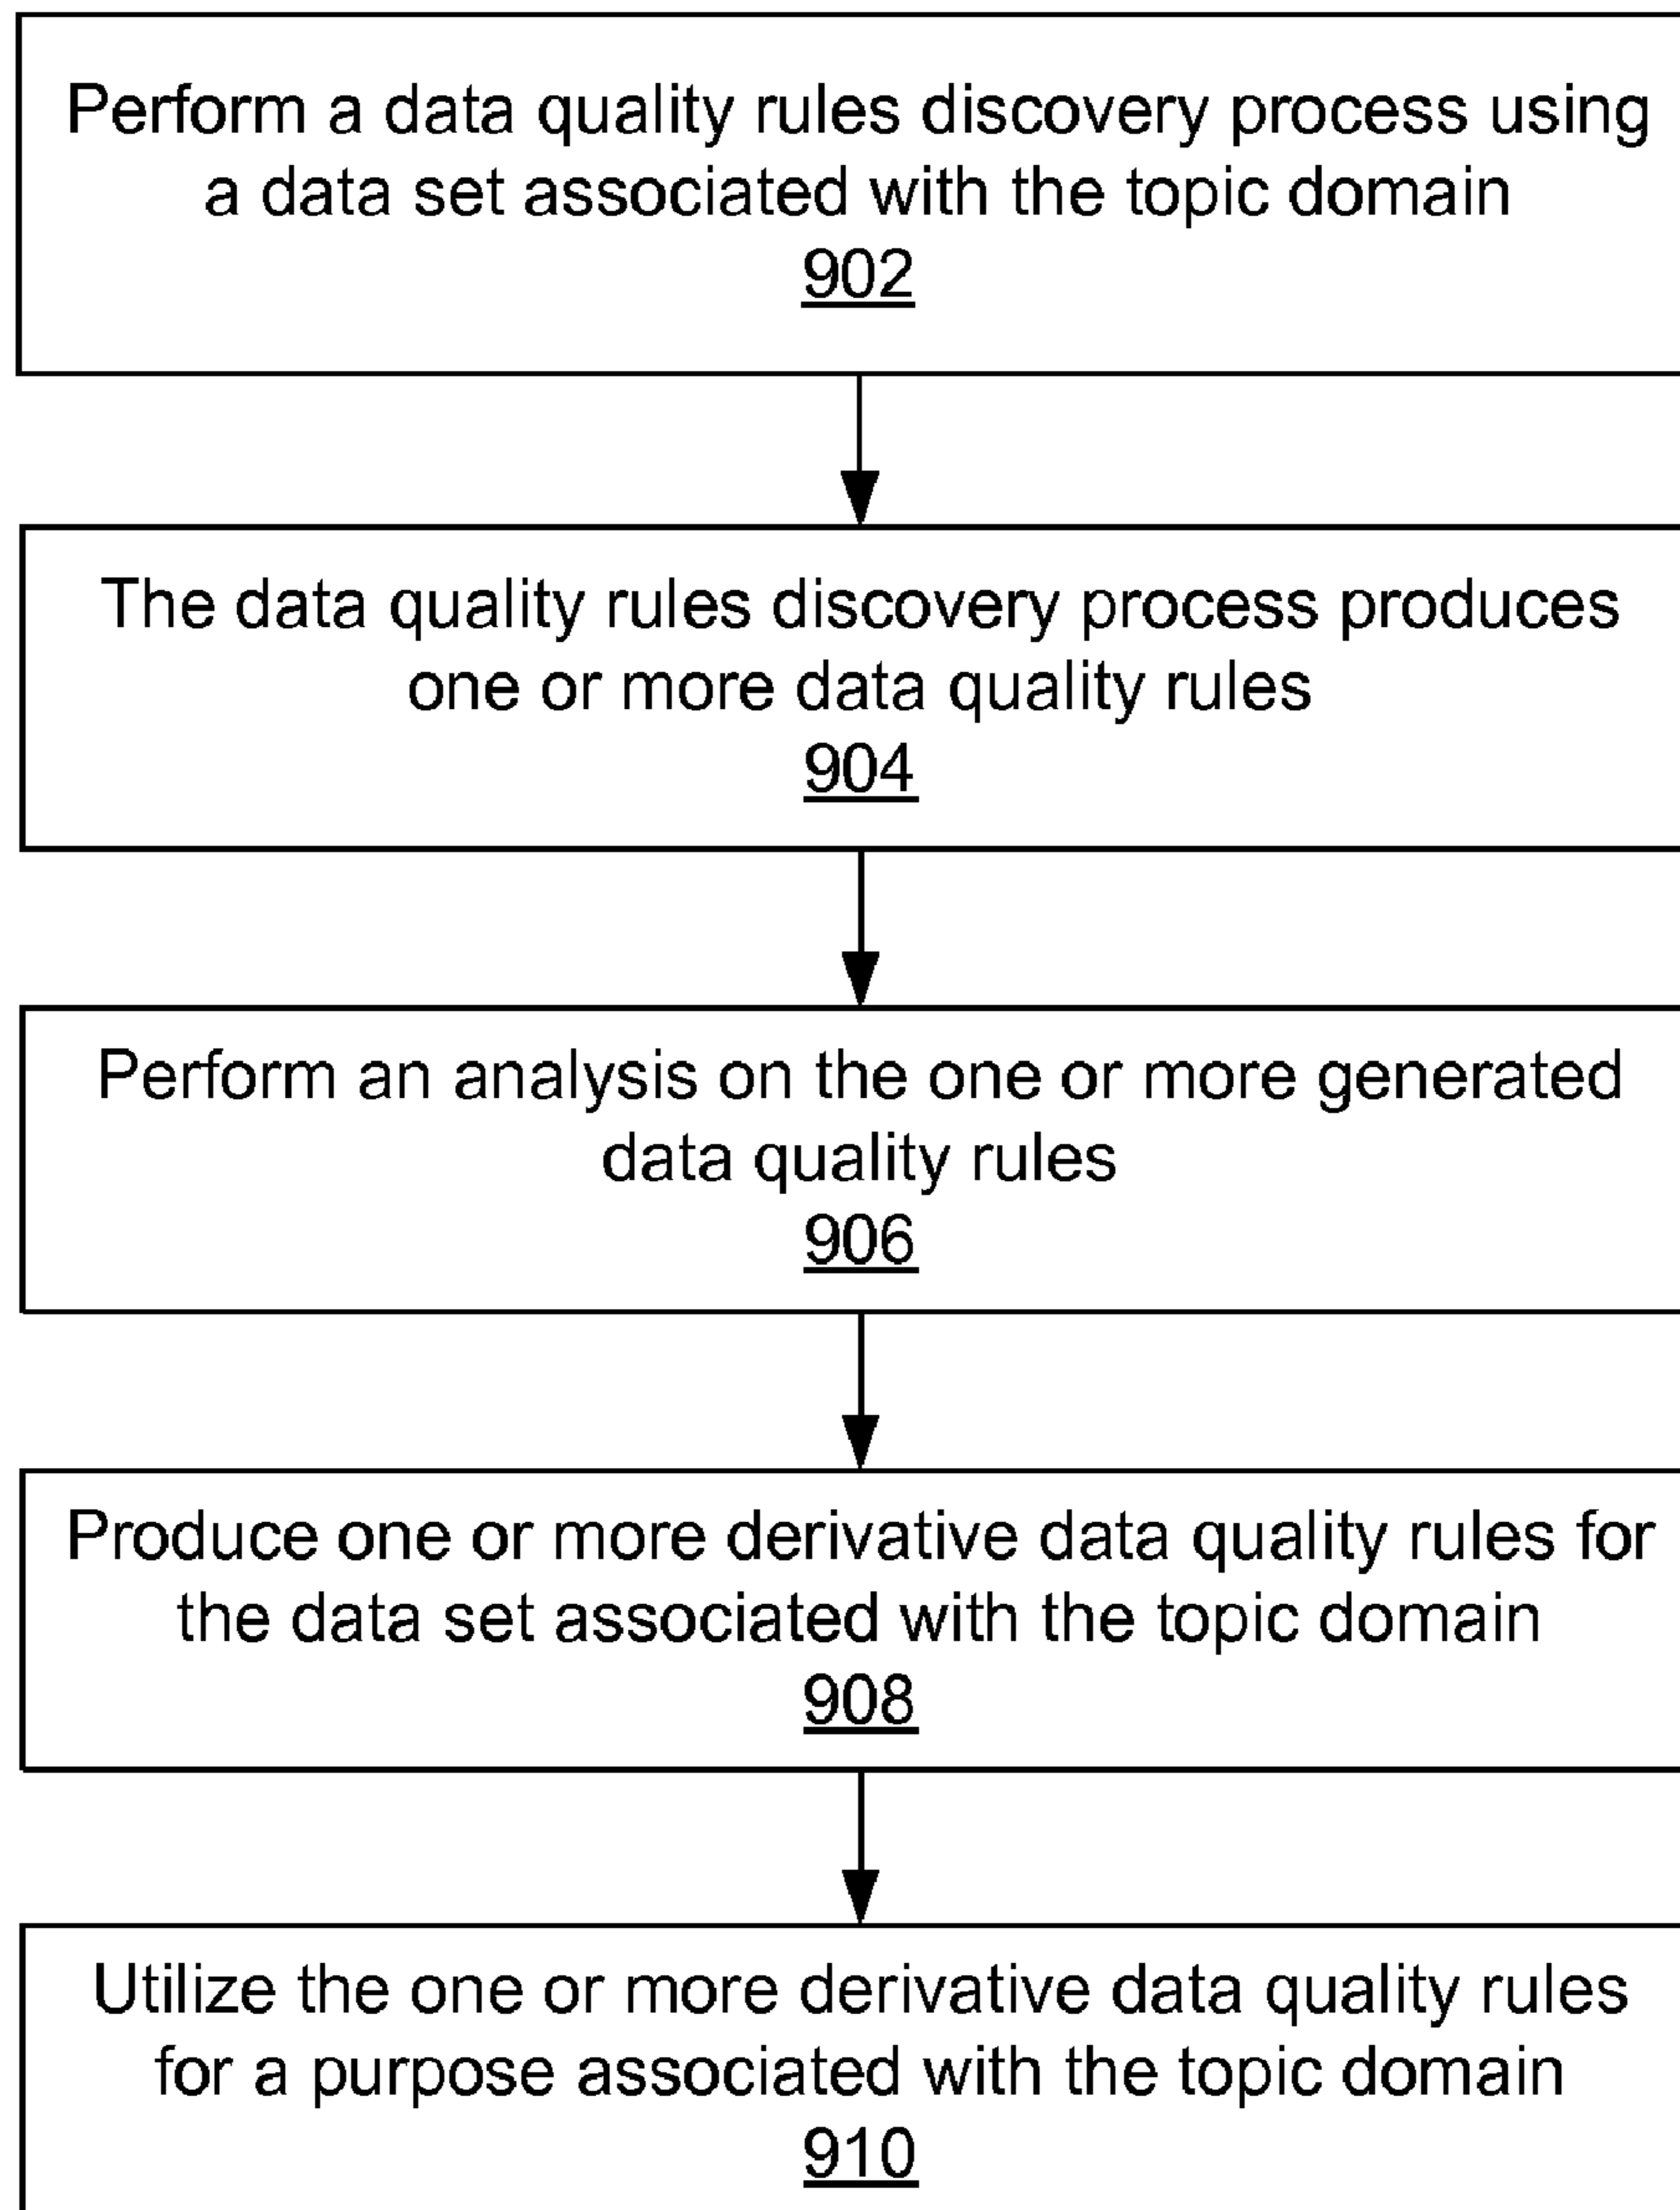 Perform a data quality rules discovery process using
a data set associated with the topic domain
902
The data quality rules discovery process produces
one or more data quality rules
904
Perform an analysis on the one or more generated
data quality rules
906
Produce one or more derivative data quality rules for
the data set associated with the topic domain
908
Utilize the one or more derivative data quality rules
for a purpose associated with the topic domain
910